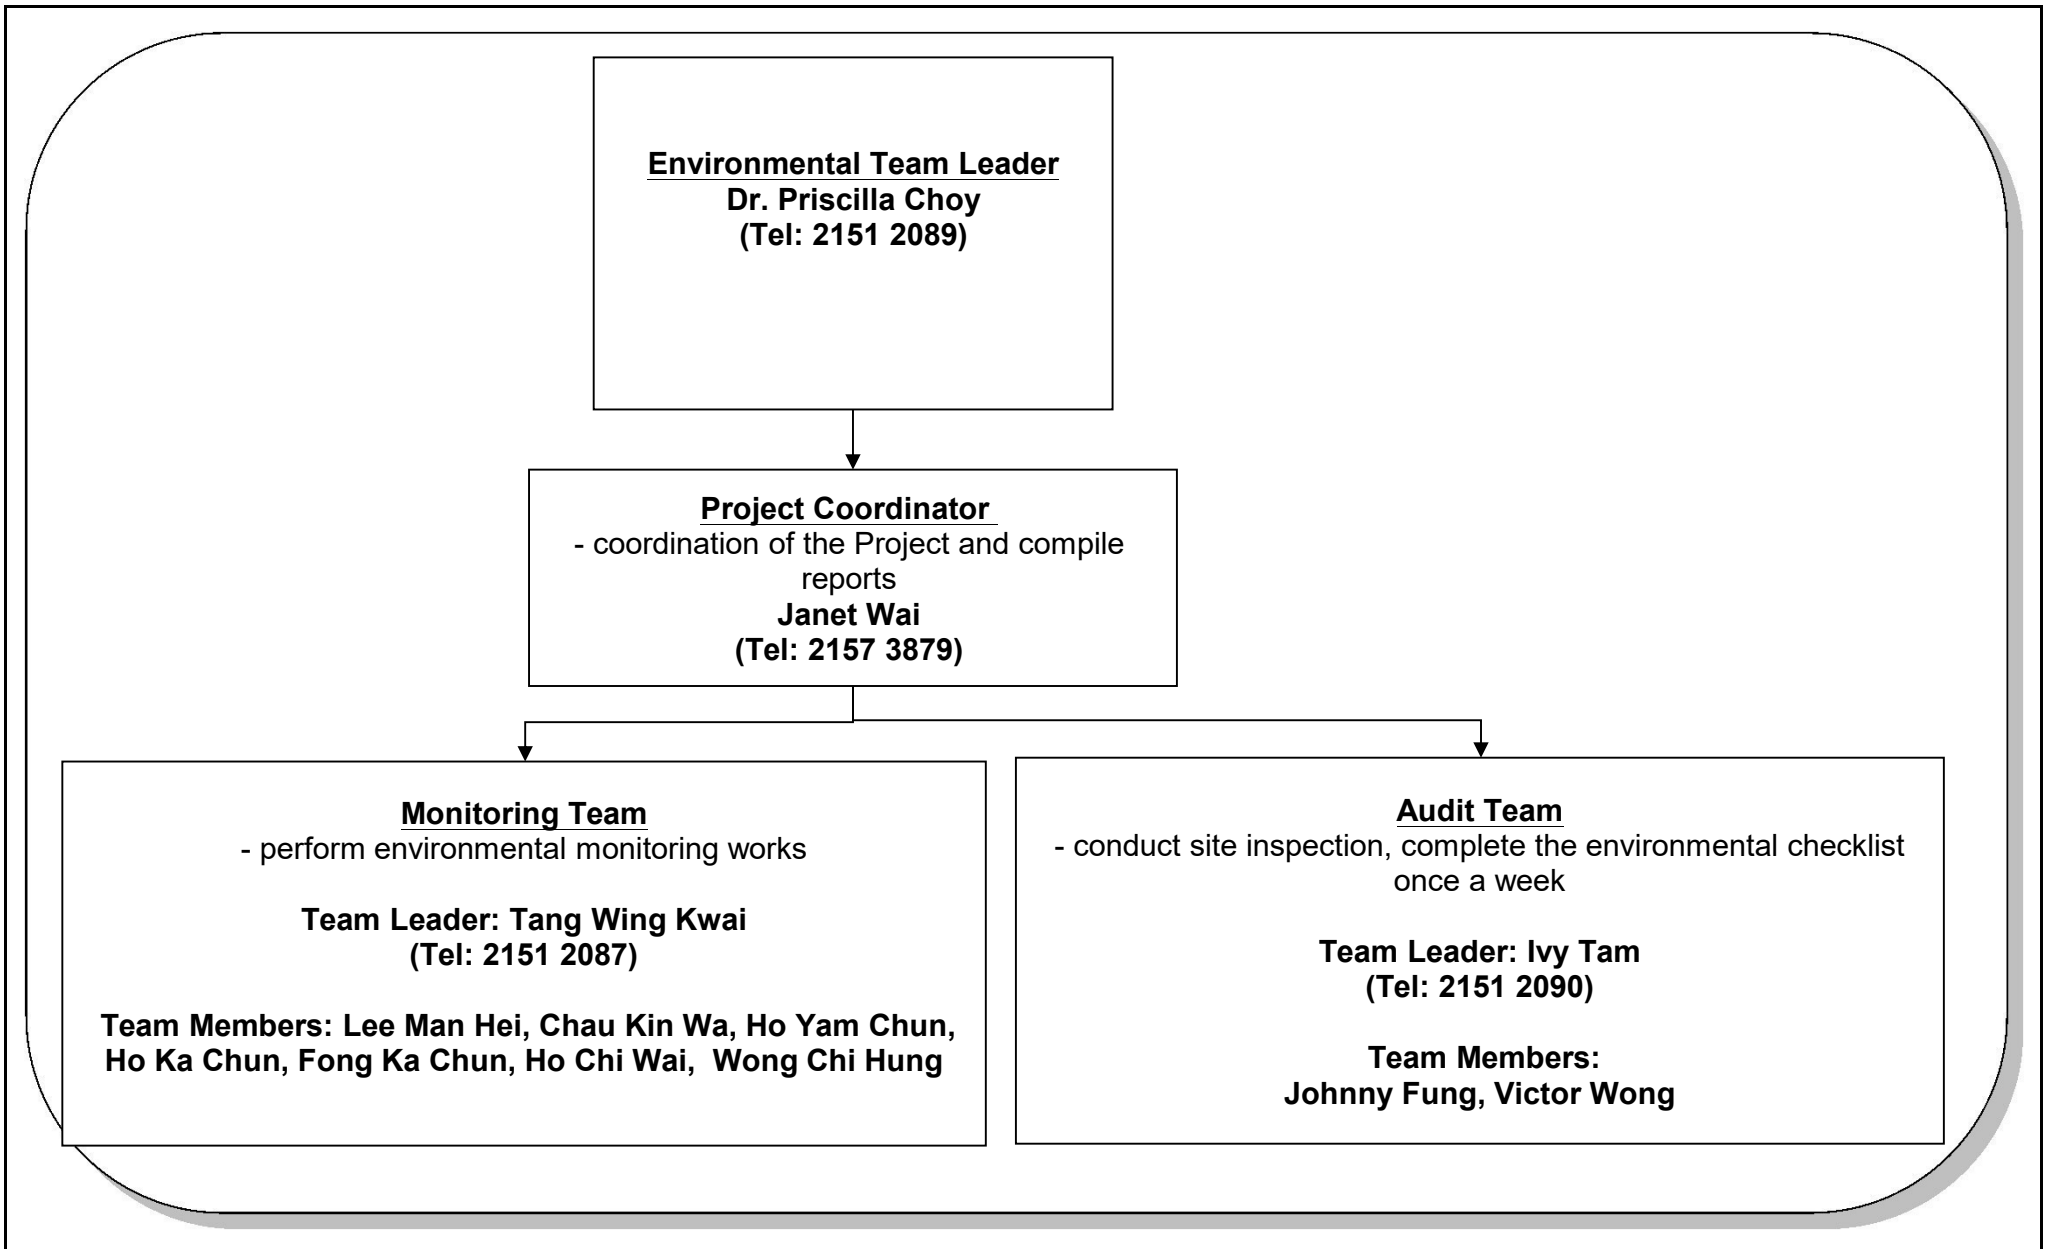 Environmental Team Leader
Dr. Priscilla Choy
(Tel: 2151 2089)
Project Coordinator
- coordination of the Project and compile
reports
Janet Wai
(Tel: 2157 3879)
Monitoring Team
- perform environmental monitoring works
Team Leader: Tang Wing Kwai
(Tel: 2151 2087)
Team Members: Lee Man Hei, Chau Kin Wa, Ho Yam Chun,
Ho Ka Chun, Fong Ka Chun, Ho Chi Wai, Wong Chi Hung
Audit Team
- conduct site inspection, complete the environmental checklist
once a week
Team Leader: Ivy Tam
(Tel: 2151 2090)
Team Members:
Johnny Fung, Victor Wong